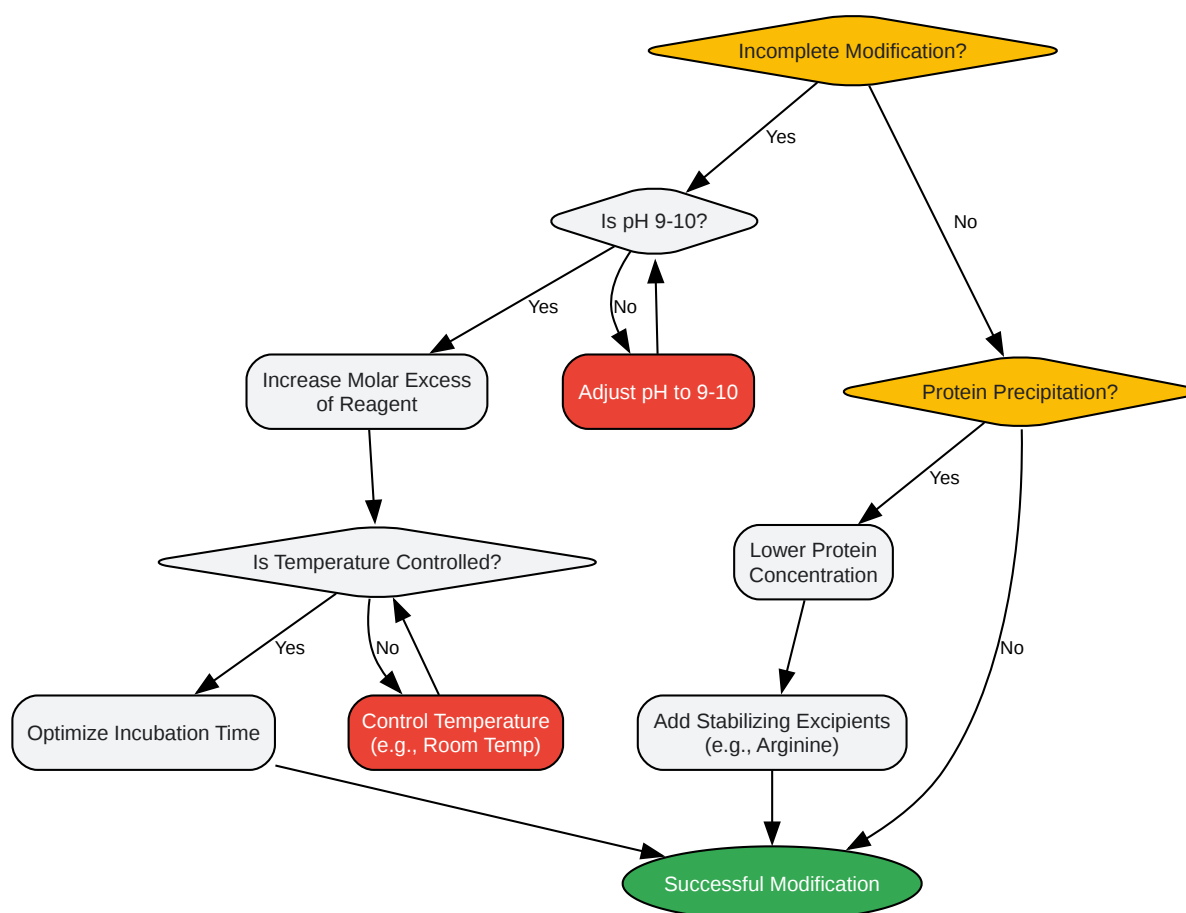 Incomplete Modification?
Yes
Is pH 9-10?
No
Yes
No
Increase Molar Excess
of Reagent
Adjust pH to 9-10
Protein Precipitation?
Yes
Lower Protein
Concentration
Is Temperature Controlled?
Yes
No
No
Optimize Incubation Time
Control Temperature
(e.g., Room Temp)
Add Stabilizing Excipients
(e.g., Arginine)
Successful Modification